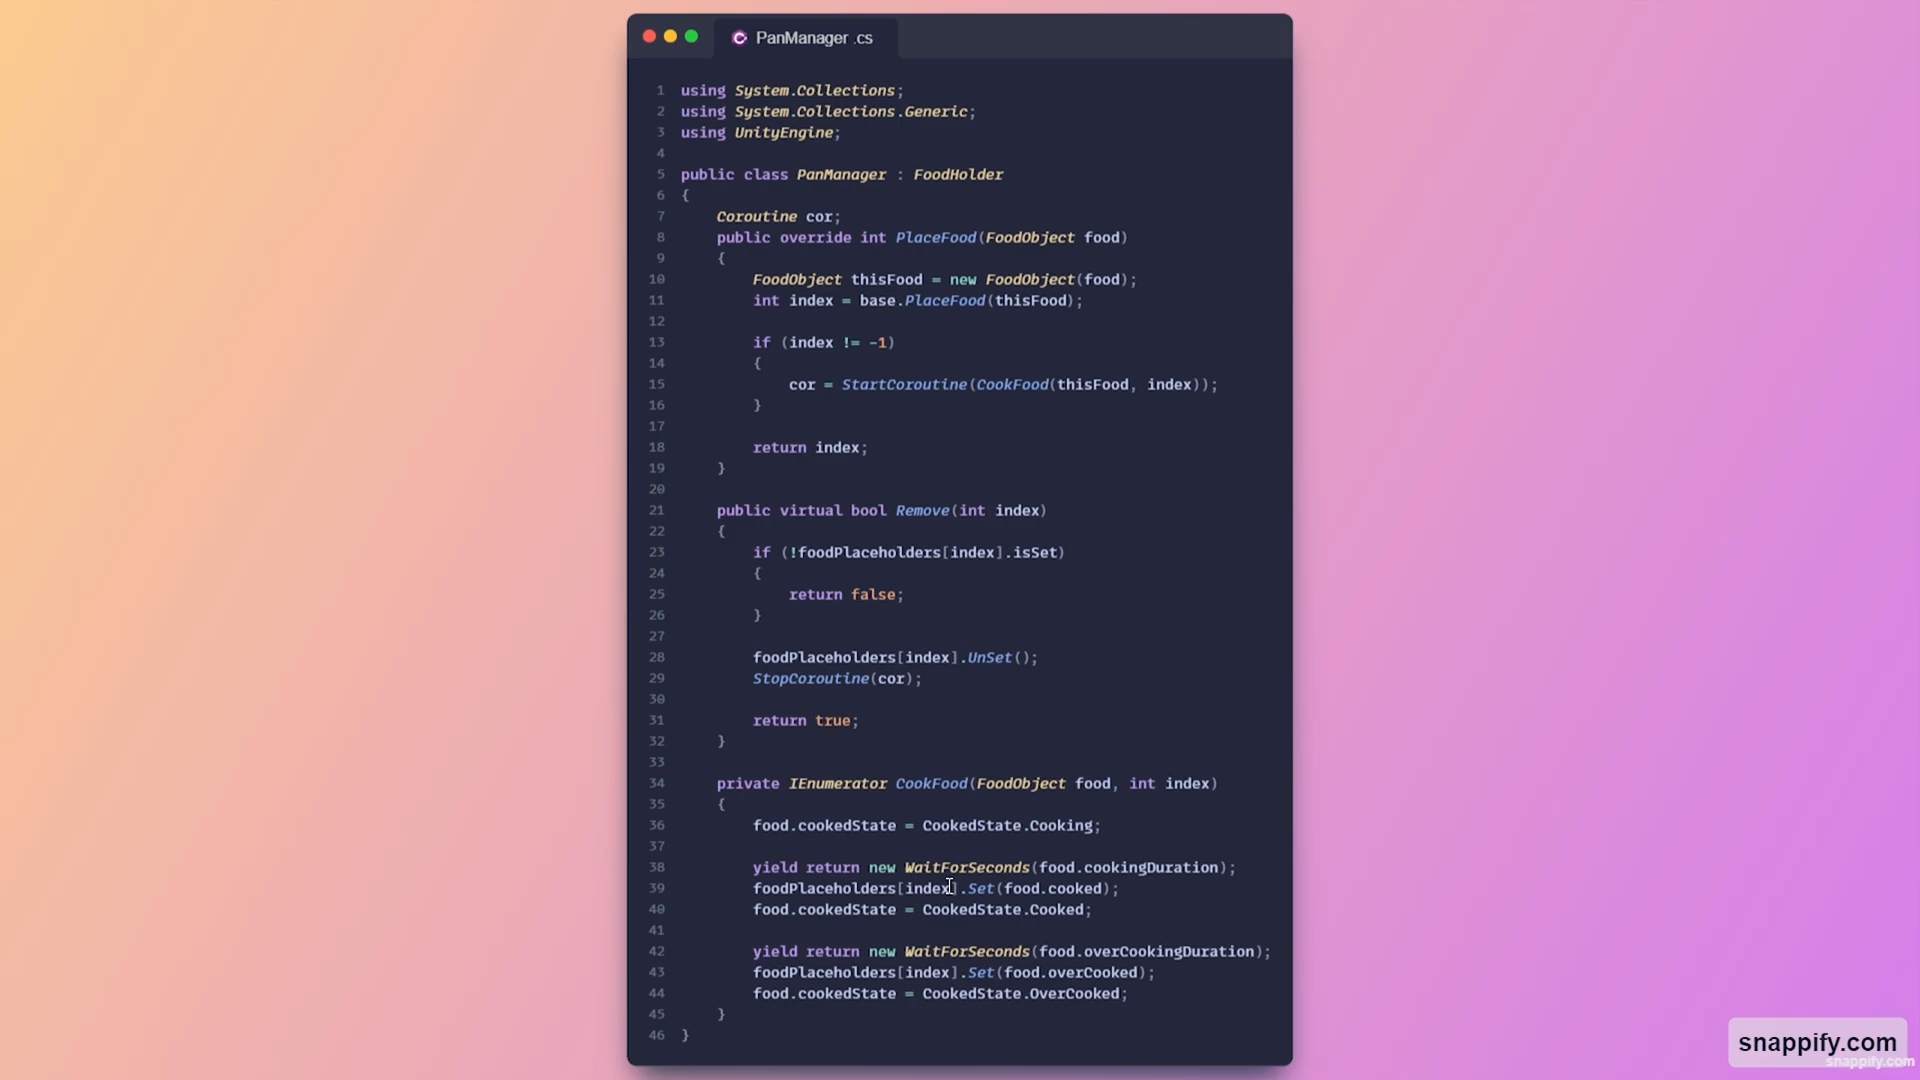 PanManager .cs
1 using System.Collections;
2 using System.Collections.Generic;
3 using UnityEngine;
4
5 public class PanManager : FoodHolder
6 {
7     Coroutine cor;
8     public override int PlaceFood(FoodObject food)
9     {
10         FoodObject thisFood = new FoodObject(food);
11         int index = base.PlaceFood(thisFood);
12
13         if (index != -1)
14         {
15             cor = StartCoroutine(CookFood(thisFood, index));
16         }
17
18         return index;
19     }
20
21     public virtual bool Remove(int index)
22     {
23         if (!foodPlaceholders[index].isSet)
24         {
25             return false;
26         }
27
28         foodPlaceholders[index].UnSet();
29         StopCoroutine(cor);
30
31         return true;
32     }
33
34     private IEnumerator CookFood(FoodObject food, int index)
35     {
36         food.cookedState = CookedState.Cooking;
37
38         yield return new WaitForSeconds(food.cookingDuration);
39         foodPlaceholders[index].Set(food.cooked);
40         food.cookedState = CookedState.Cooked;
41
42         yield return new WaitForSeconds(food.overCookingDuration);
43         foodPlaceholders[index].Set(food.overCooked);
44         food.cookedState = CookedState.OverCooked;
45     }
46 }
snappify.com
snappify.com